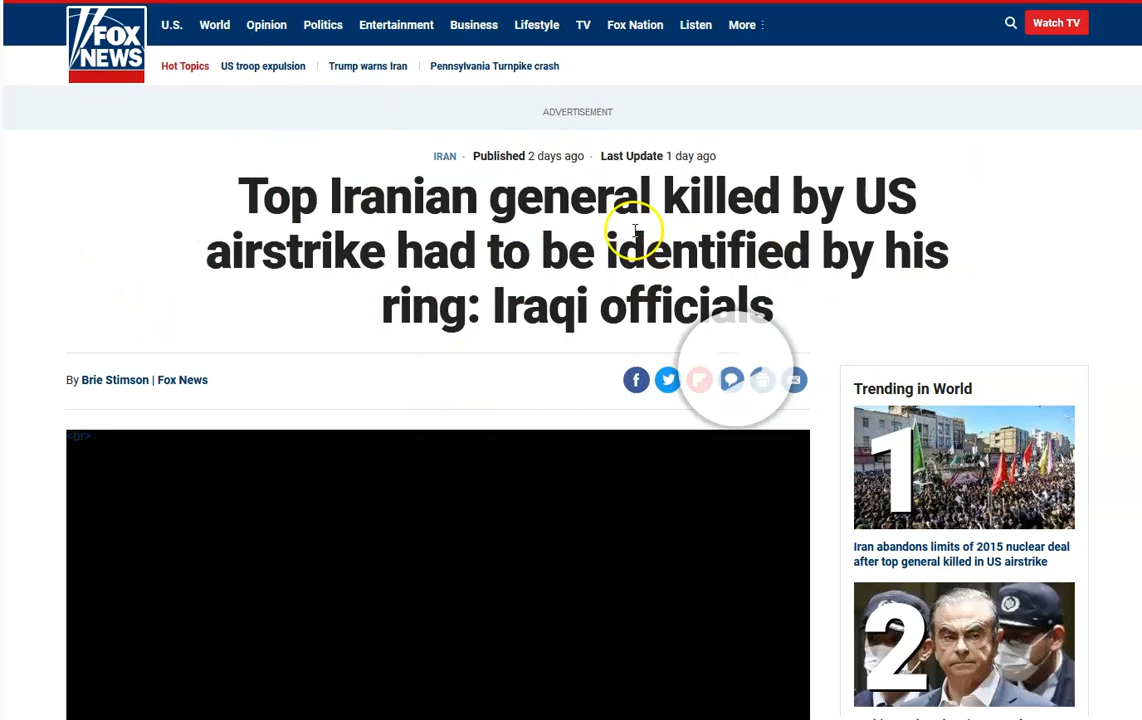 FOX
NEWS
U.S. World Opinion Politics Entertainment Business Lifestyle TV Fox Nation Listen More
Watch TV
Hot Topics US troop expulsion Trump warns Iran Pennsylvania Turnpike crash
ADVERTISEMENT
IRAN · Published 2 days ago · Last Update 1 day ago
Top Iranian general killed by US
airstrike had to be identified by his
ring: Iraqi officials
By Brie Stimson | Fox News
<br>
Trending in World
1
Iran abandons limits of 2015 nuclear deal
after top general killed in US airstrike
2